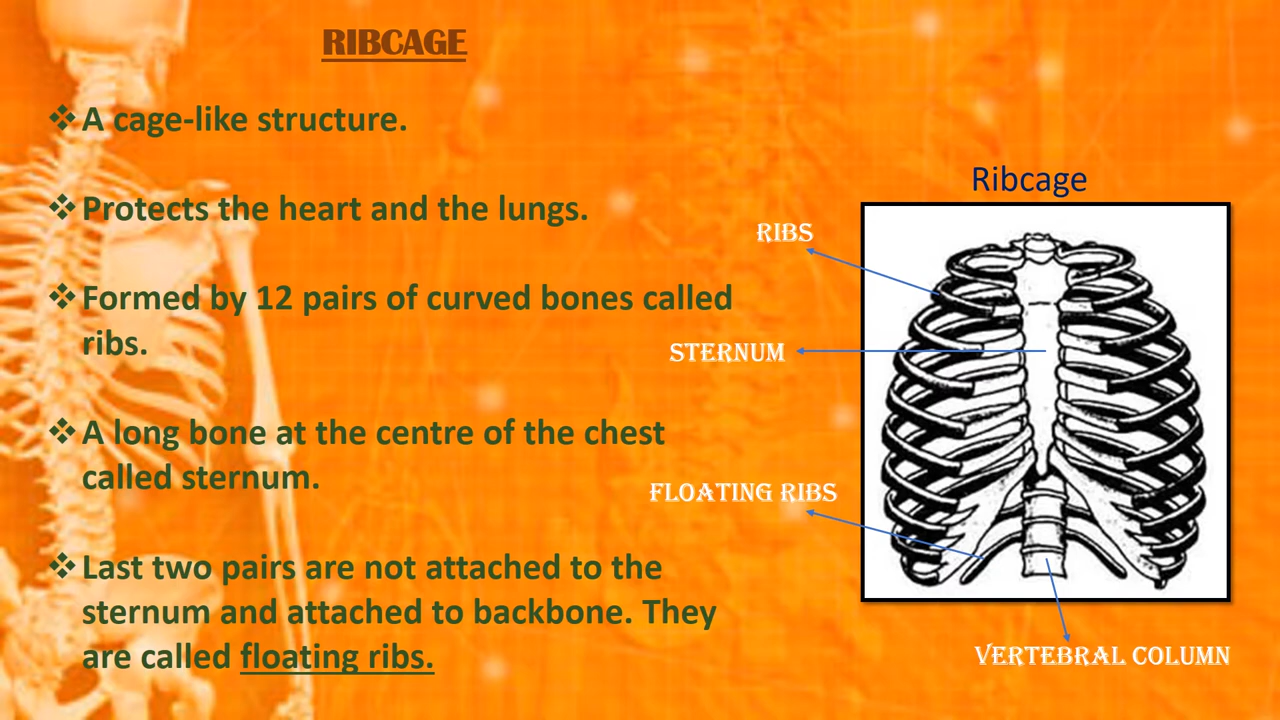 RIBCAGE
❖A cage-like structure.
❖Protects the heart and the lungs.
❖Formed by 12 pairs of curved bones called
ribs.
❖A long bone at the centre of the chest
called sternum.
❖Last two pairs are not attached to the
sternum and attached to backbone. They
are called floating ribs.
Ribcage
RIBS
STERNUM
FLOATING RIBS
VERTEBRAL COLUMN